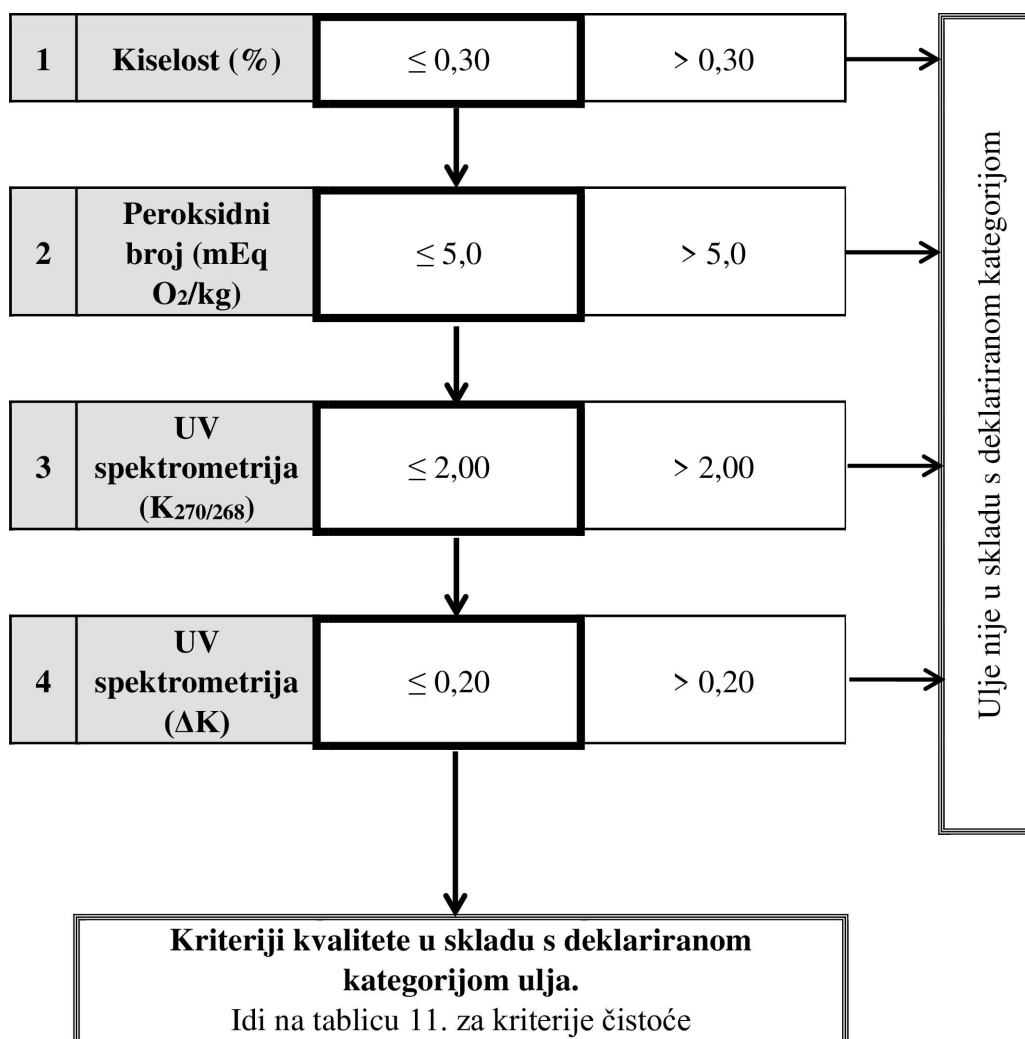 1 Kiselost (%) ≤ 0,30 > 0,30
2 Peroksidni
broj (mEq
O₂/kg) ≤ 5,0 > 5,0
3 UV
spektrometrija
(K₂₇₀/₂₆₈) ≤ 2,00 > 2,00
4 UV
spektrometrija
(ΔK) ≤ 0,20 > 0,20
Ulje nije u skladu s deklariranom kategorijom
Kriteriji kvalitete u skladu s deklariranom
kategorijom ulja.
Idi na tablicu 11. za kriterije čistoće